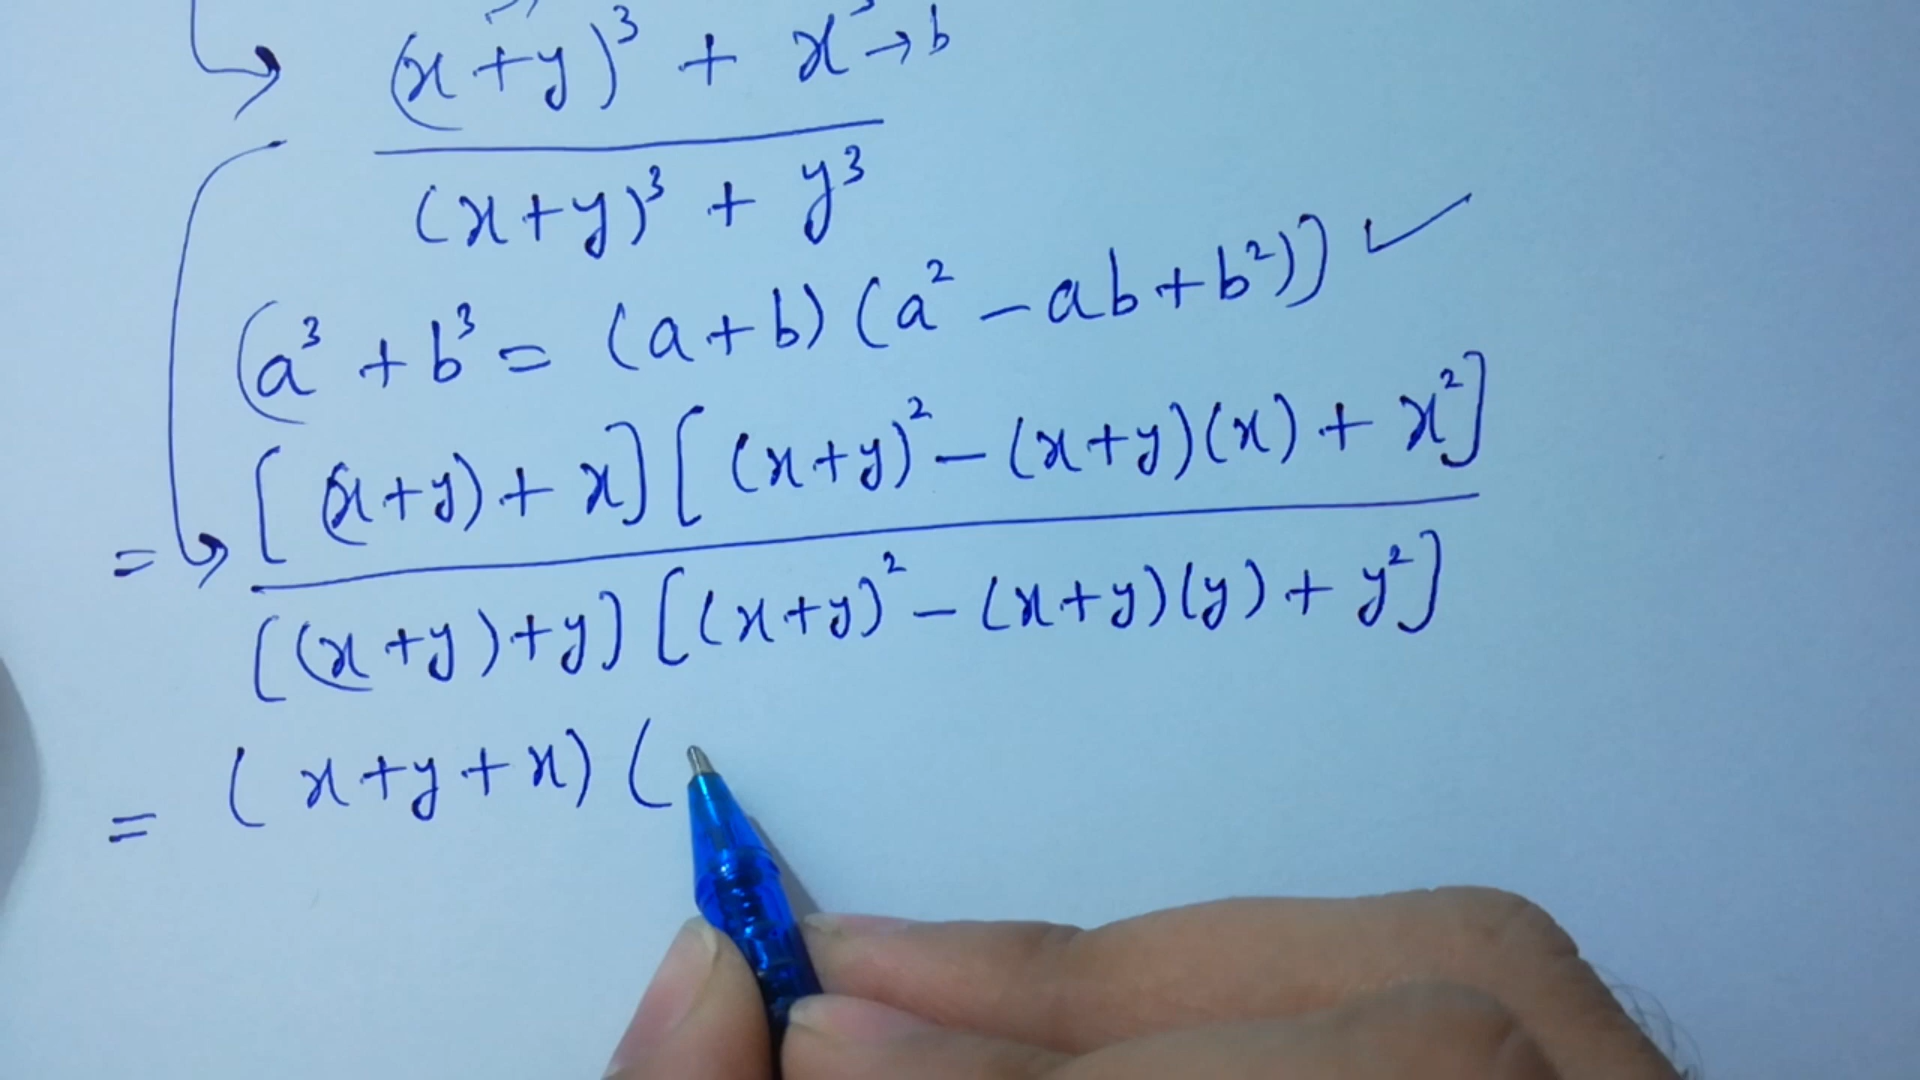 (x+y)³ + x³ → b
(x+y)³ + y³
(a³ + b³ = (a+b) (a² - ab + b²)) ✓
= [(x+y) + x] [(x+y)² - (x+y)(x) + x²]
[(x+y)+y] [(x+y)² - (x+y)(y) + y²]
= (x+y+x) (